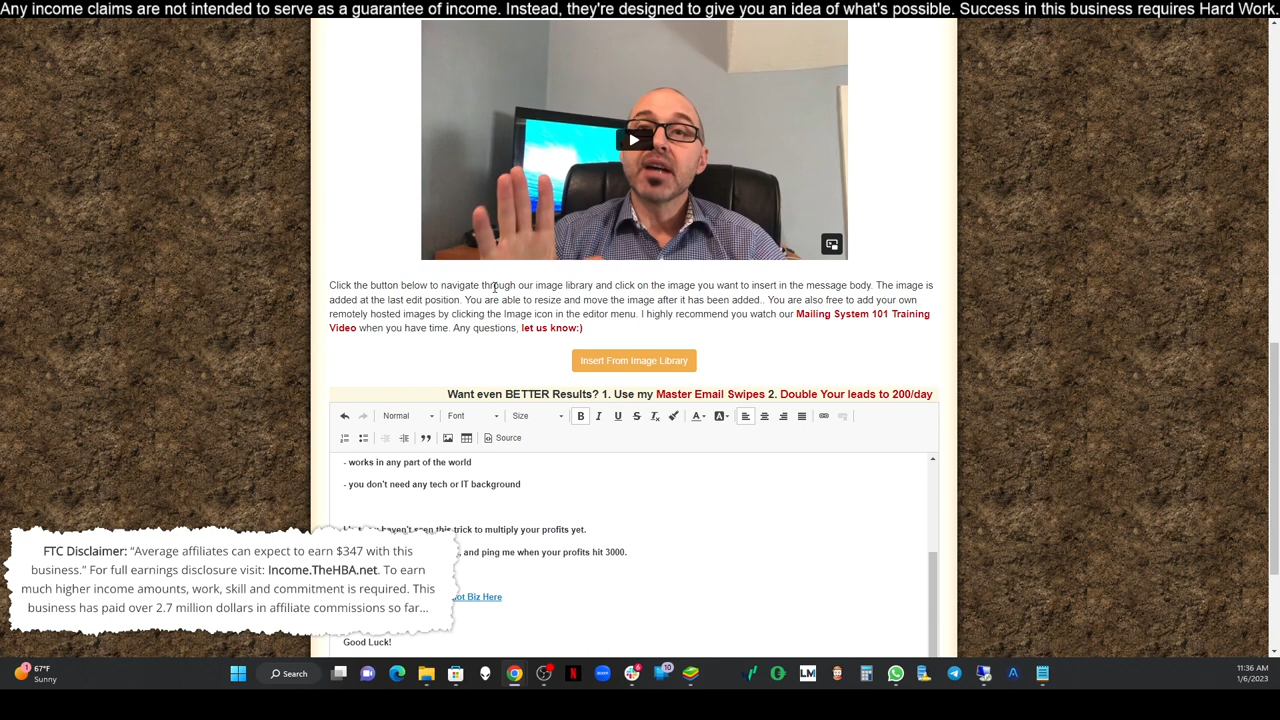 Any income claims are not intended to serve as a guarantee of income. Instead, they're designed to give you an idea of what's possible. Success in this business requires Hard Work.
Click the button below to navigate through our image library and click on the image you want to insert in the message body. The image is
added at the last edit position. You are able to resize and move the image after it has been added.. You are also free to add your own
remotely hosted images by clicking the Image icon in the editor menu. I highly recommend you watch our Mailing System 101 Training
Video when you have time. Any questions, let us know:)
Insert From Image Library
Want even BETTER Results? 1. Use my Master Email Swipes 2. Double Your leads to 200/day
Normal Font Size
Source
- works in any part of the world
- you don't need any tech or IT background
haven't seen this trick to multiply your profits yet.
and ping me when your profits hit 3000.
Biz Here
Good Luck!
FTC Disclaimer: “Average affiliates can expect to earn $347 with this
business.” For full earnings disclosure visit: Income.TheHBA.net. To earn
much higher income amounts, work, skill and commitment is required. This
business has paid over 2.7 million dollars in affiliate commissions so far...
67°F
Sunny
Search
zoom
LM
11:36 AM
1/6/2023